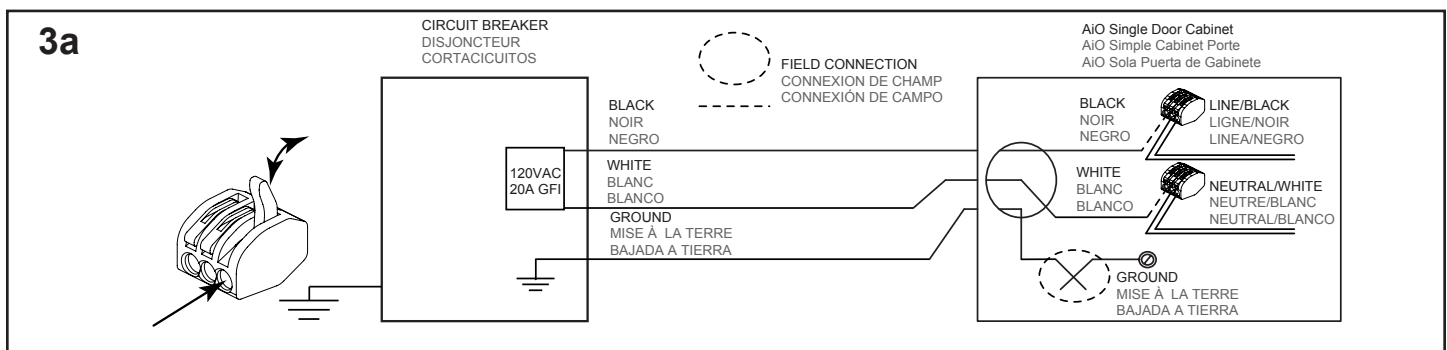 3a
CIRCUIT BREAKER
DISJONCTEUR
CORTACICUITOS
FIELD CONNECTION
CONNEXION DE CHAMP
CONNEXIÓN DE CAMPO
AiO Single Door Cabinet
AiO Simple Cabinet Porte
AiO Sola Puerta de Gabinete
120VAC
20A GFI
BLACK
NOIR
NEGRO
WHITE
BLANC
BLANCO
GROUND
MISE À LA TERRE
BAJADA A TIERRA
BLACK
NOIR
NEGRO
LINE/BLACK
LIGNE/NOIR
LINEA/NEGRO
WHITE
BLANC
BLANCO
NEUTRAL/WHITE
NEUTRE/BLANC
NEUTRAL/BLANCO
GROUND
MISE À LA TERRE
BAJADA A TIERRA